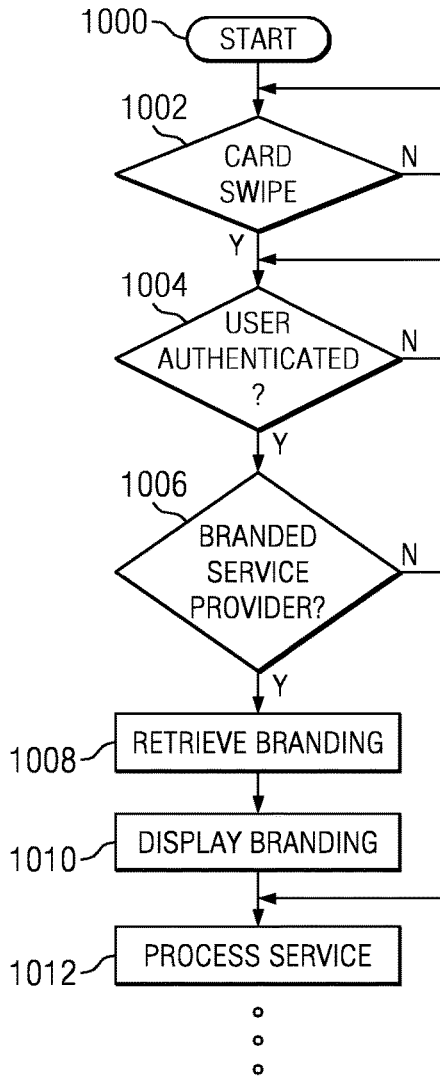 1000
START
1002
CARD
SWIPE
N
Y
1004
USER
AUTHENTICATED
?
N
Y
1006
BRANDED
SERVICE
PROVIDER?
N
Y
1008
RETRIEVE BRANDING
1010
DISPLAY BRANDING
1012
PROCESS SERVICE